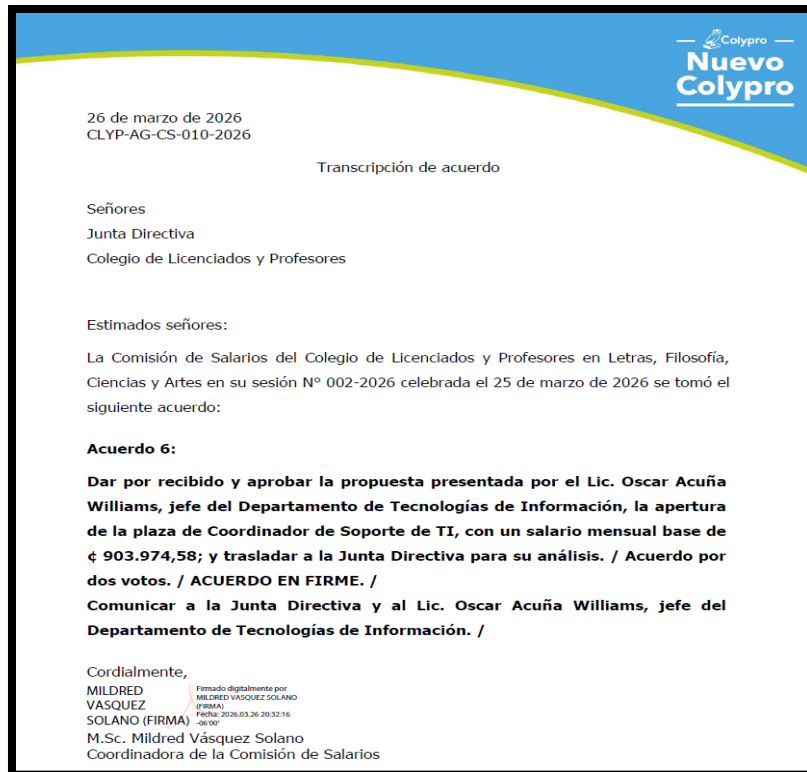 Colypro
Nuevo
Colypro
26 de marzo de 2026
CLYP-AG-CS-010-2026
Transcripción de acuerdo
Señores
Junta Directiva
Colegio de Licenciados y Profesores
Estimados señores:
La Comisión de Salarios del Colegio de Licenciados y Profesores en Letras, Filosofía,
Ciencias y Artes en su sesión N° 002-2026 celebrada el 25 de marzo de 2026 se tomó el
siguiente acuerdo:
Acuerdo 6:
Dar por recibido y aprobar la propuesta presentada por el Lic. Oscar Acuña
Williams, jefe del Departamento de Tecnologías de Información, la apertura
de la plaza de Coordinador de Soporte de TI, con un salario mensual base de
¢ 903.974,58; y trasladar a la Junta Directiva para su análisis. / Acuerdo por
dos votos. / ACUERDO EN FIRME. /
Comunicar a la Junta Directiva y al Lic. Oscar Acuña Williams, jefe del
Departamento de Tecnologías de Información. /
Cordialmente,
MILDRED
VASQUEZ
SOLANO (FIRMA)
Firmado digitalmente por
MILDRED VASQUEZ SOLANO
(FIRMA)
Fecha: 2026.03.26 20:32:16
-06'00'
M.Sc. Mildred Vásquez Solano
Coordinadora de la Comisión de Salarios